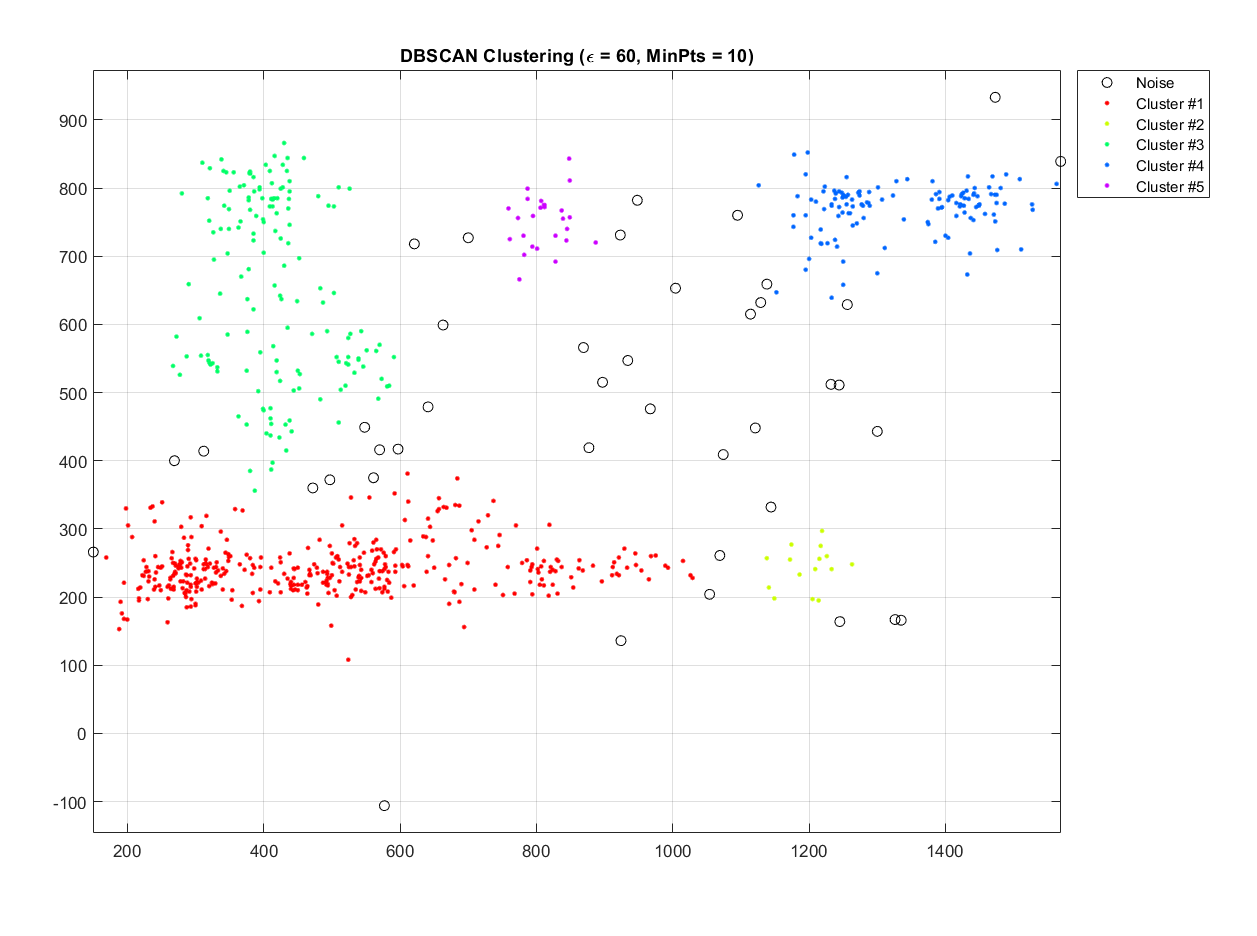 DBSCAN Clustering (ϵ = 60, MinPts = 10)
Noise
Cluster #1
Cluster #2
Cluster #3
Cluster #4
Cluster #5
900
800
700
600
500
400
300
200
100
0
-100
200 400 600 800 1000 1200 1400